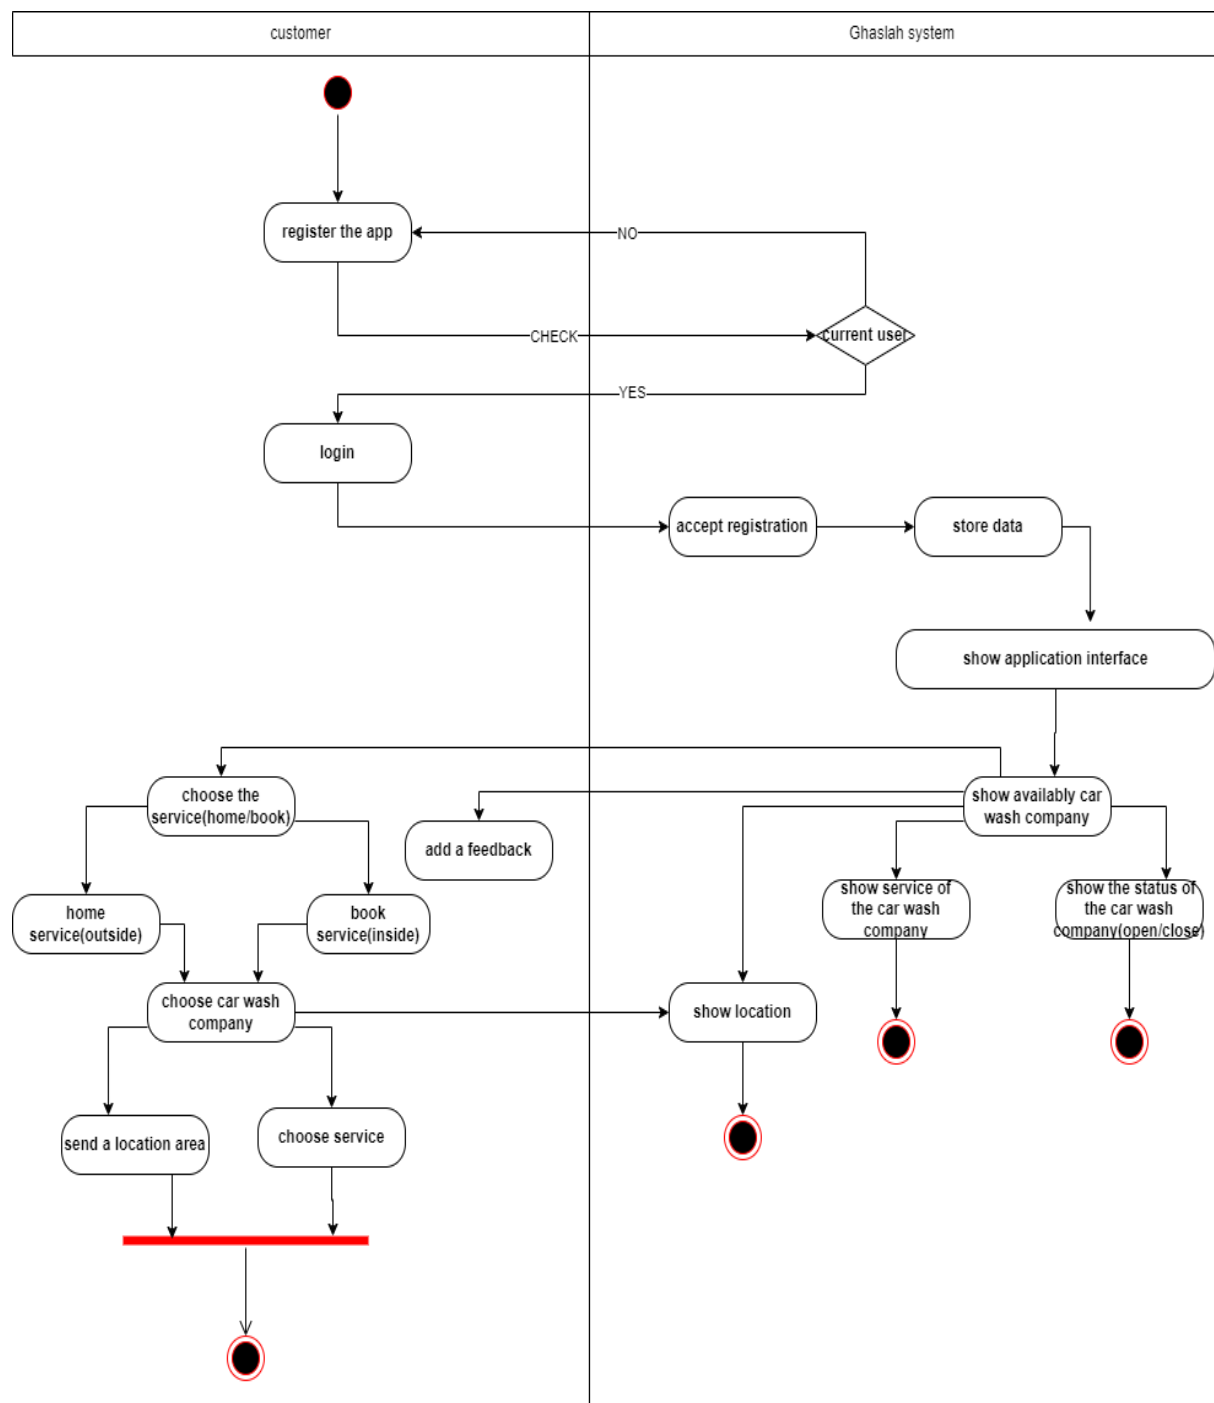 customer
Ghaslah system
register the app
NO
CHECK
current user
YES
login
accept registration
store data
show application interface
choose the
service(home/book)
show availably car
wash company
add a feedback
home
service(outside)
book
service(inside)
show service of
the car wash
company
show the status of
the car wash
company(open/close)
choose car wash
company
show location
send a location area
choose service